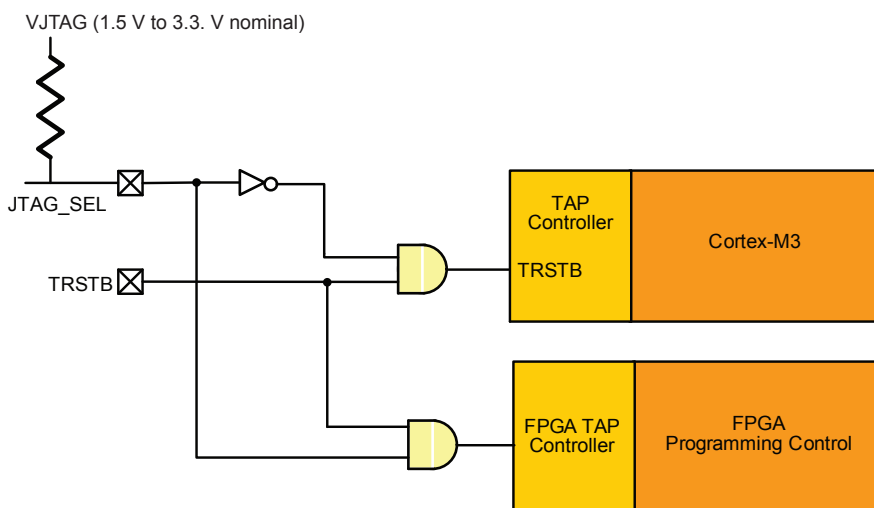 VJTAG (1.5 V to 3.3. V nominal)
JTAG_SEL
TRSTB
TAP
Controller
TRSTB
Cortex-M3
FPGA TAP
Controller
FPGA
Programming Control